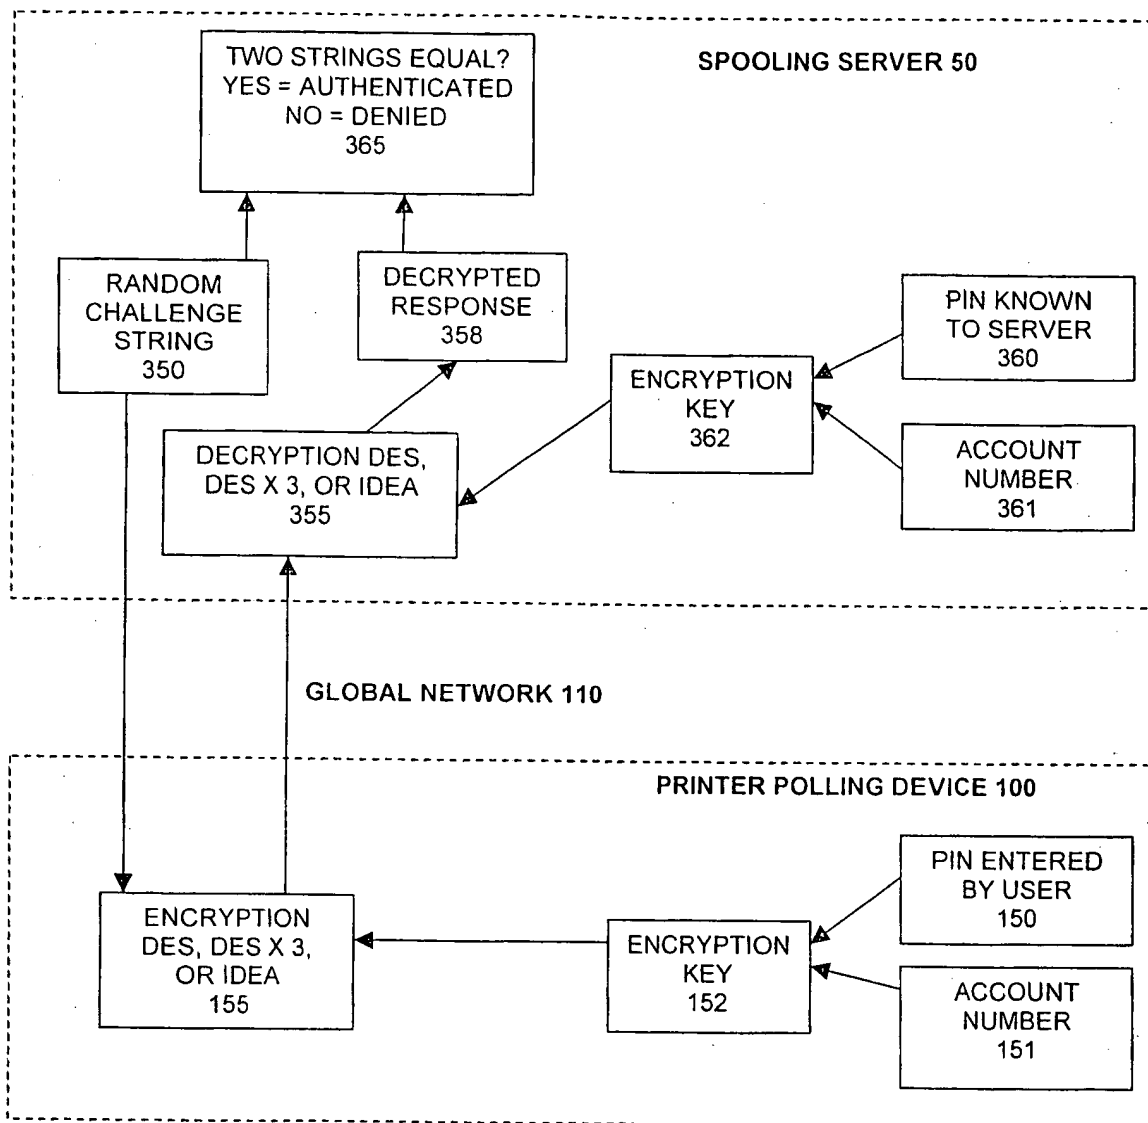 SPOOLING SERVER 50
TWO STRINGS EQUAL?
YES = AUTHENTICATED
NO = DENIED
365
RANDOM
CHALLENGE
STRING
350
DECRYPTED
RESPONSE
358
PIN KNOWN
TO SERVER
360
ENCRYPTION
KEY
362
ACCOUNT
NUMBER
361
DECRYPTION DES,
DES X 3, OR IDEA
355
GLOBAL NETWORK 110
PRINTER POLLING DEVICE 100
PIN ENTERED
BY USER
150
ENCRYPTION
DES, DES X 3,
OR IDEA
155
ENCRYPTION
KEY
152
ACCOUNT
NUMBER
151